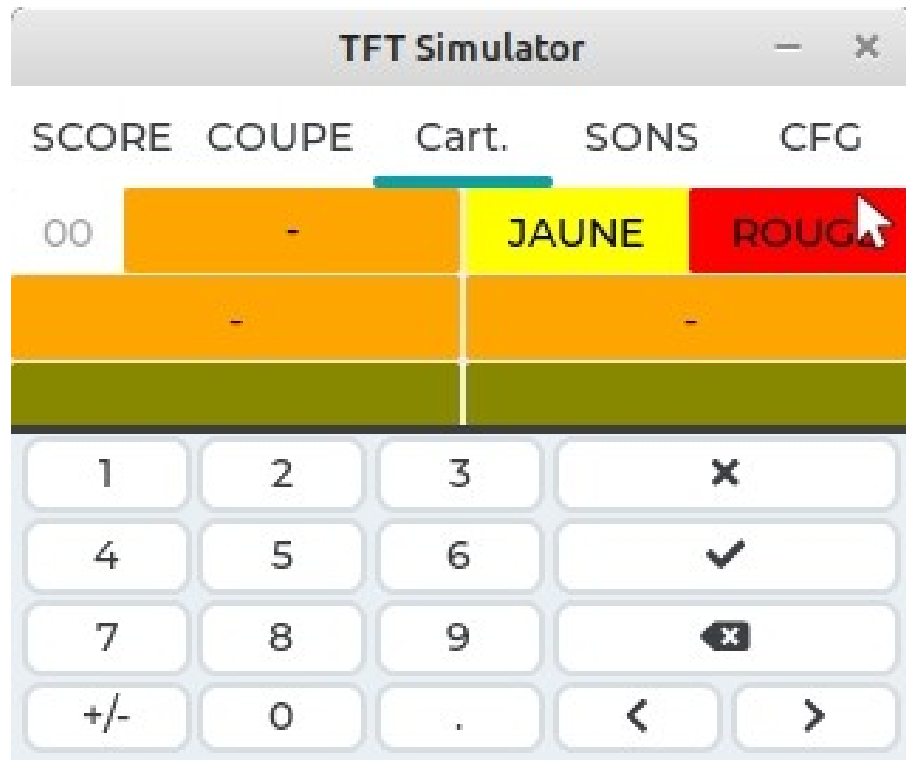 TFT Simulator
SCORE COUPE Cart. SONS CFG
00 - JAUNE ROUGE
- -
1 2 3
4 5 6
7 8 9
+/- 0 .